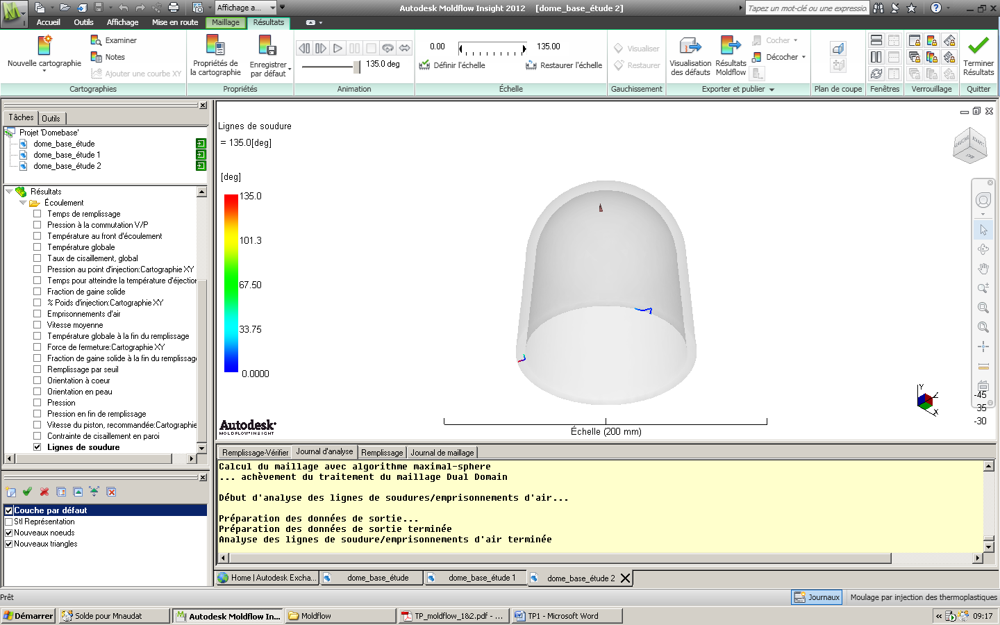 Affichage a...
Autodesk Moldflow Insight 2012 [dome_base_étude 2]
Tapez un mot-clé ou une expressio
Accueil Outils Affichage Mise en route Maillage Résultats
Nouvelle cartographie
Examiner
Notes
Ajouter une courbe XY
Cartographies
Propriétés de
la cartographie
Enregistrer
par défaut
Propriétés
135.0 deg
Animation
0.00 135.00
Définir l'échelle Restaurer l'échelle
Échelle
Visualiser
Restaurer
Gauchissement
Visualisation
des défauts
Résultats
Moldflow
Cocher
Décocher
Exporter et publier
Plan de coupe
Fenêtres
Verrouillage
Terminer
Résultats
Quitter
Tâches Outils
Projet 'Domebase'
dome_base_étude
dome_base_étude 1
dome_base_étude 2
Résultats
Écoulement
Temps de remplissage
Pression à la commutation V/P
Température au front d'écoulement
Température globale
Taux de cisaillement, global
Pression au point d'injection:Cartographie XY
Temps pour atteindre la température d'éjection
Fraction de gaine solide
% Poids d'injection:Cartographie XY
Emprisonnements d'air
Vitesse moyenne
Température globale à la fin du remplissage
Force de fermeture:Cartographie XY
Fraction de gaine solide à la fin du remplissage
Remplissage par seuil
Orientation à coeur
Orientation en peau
Pression
Pression en fin de remplissage
Vitesse du piston, recommandée:Cartographie
Contrainte de cisaillement en paroi
Lignes de soudure
Couche par défaut
Stl Représentation
Nouveaux noeuds
Nouveaux triangles
Lignes de soudure
= 135.0[deg]
[deg]
135.0
101.3
67.50
33.75
0.0000
Autodesk
MOLDFLOW INSIGHT
Échelle (200 mm)
GAUCHE
Y
Z
X
-45
35
-30
Remplissage-Vérifier Journal d'analyse Remplissage Journal de maillage
Calcul du maillage avec algorithme maximal-sphere
... achèvement du traitement du maillage Dual Domain
Début d'analyse des lignes de soudures/emprisonnements d'air...
Préparation des données de sortie...
Préparation des données de sortie terminée
Analyse des lignes de soudure/emprisonnements d'air terminée
Home | Autodesk Excha... dome_base_étude dome_base_étude 1 dome_base_étude 2
Prêt
Journaux Moulage par injection des thermoplastiques
Démarrer Solde pour Mnaudat Autodesk Moldflow In... Moldflow TP_moldflow_1&2.pdf - ... TP1 - Microsoft Word « 09:17